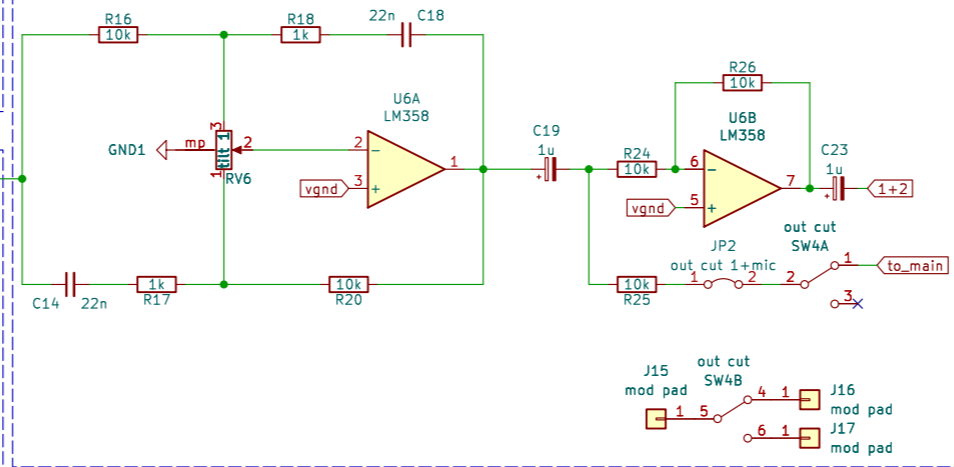 R16
10k
R18
1k
22n C18
U6A
LM358
GND1
mp
3
2
1
tilt 1
RV6
vgnd
2
3
1
C19
1u
R24
10k
R26
10k
U6B
LM358
vgnd
6
5
7
C23
1u
1+2
C14 22n
1k
R17
10k
R20
10k
R25
JP2
out cut 1+mic
1 2
out cut
SW4A
2
1
3
to_main
J15
mod pad
1
out cut
SW4B
5
4
6
1
J16
mod pad
1
J17
mod pad